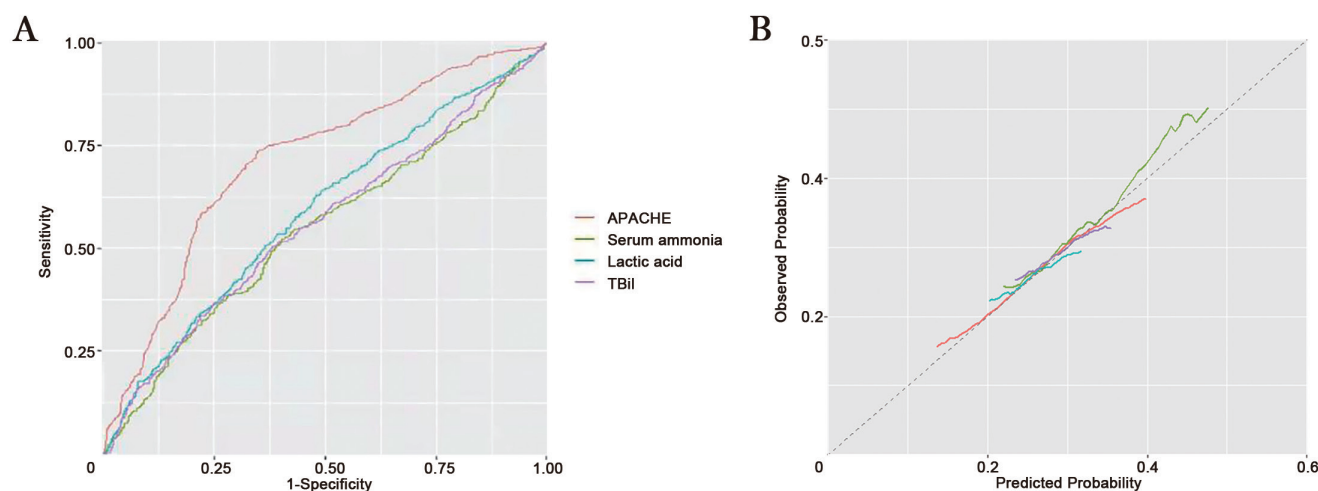 A
1.00
0.75
0.50
0.25
0
0.25
0.50
0.75
1.00
Sensitivity
1-Specificity
APACHE
Serum ammonia
Lactic acid
TBil
B
0.5
0.4
0.3
0.2
0
0.2
0.4
0.6
Observed Probability
Predicted Probability